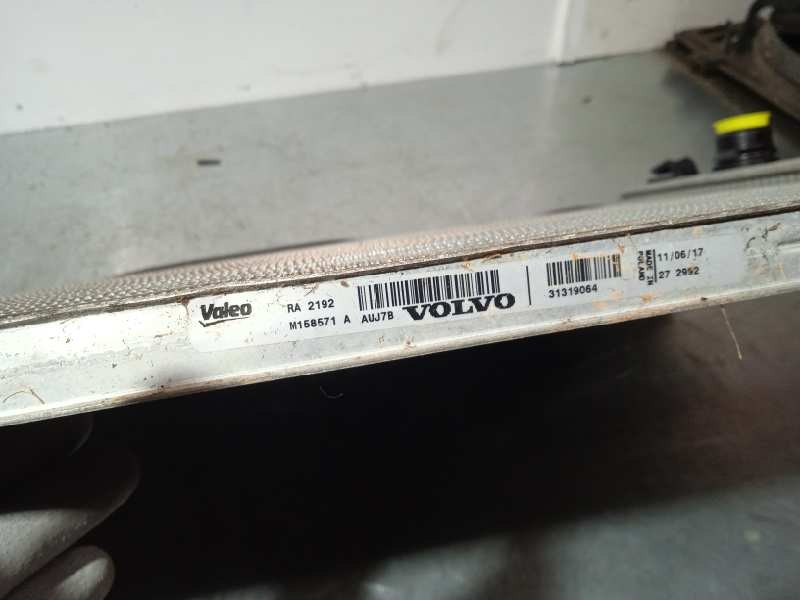 Valeo
RA 2192
M158571 A AUJ7B
VOLVO
31319064
MADE IN
POLAND
11/06/17
27 2952